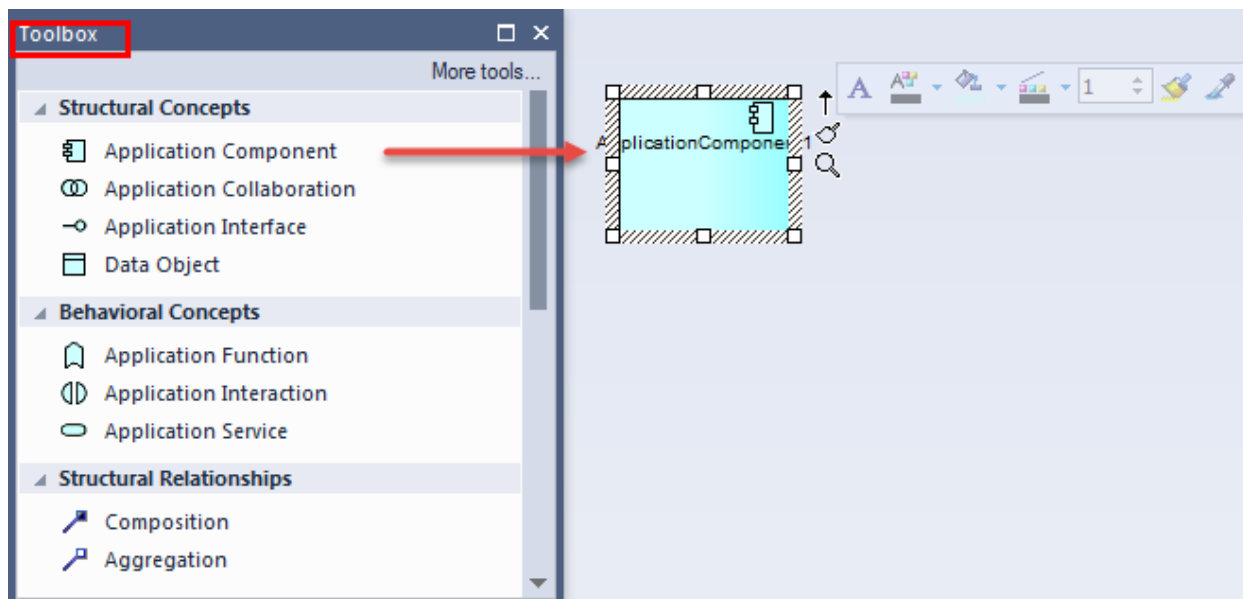 Toolbox
More tools...
Structural Concepts
Application Component
Application Collaboration
Application Interface
Data Object
Behavioral Concepts
Application Function
Application Interaction
Application Service
Structural Relationships
Composition
Aggregation
ApplicationComponent1
A
A
1